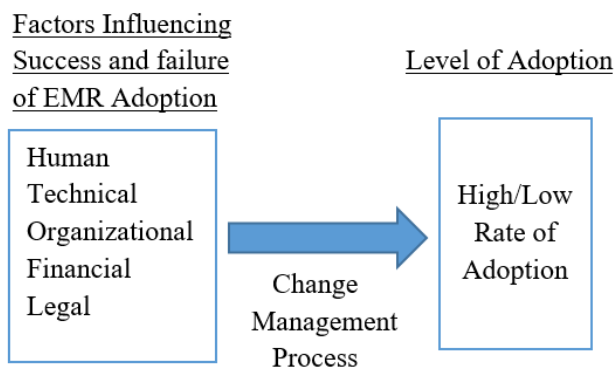 Factors Influencing
Success and failure
of EMR Adoption
Human
Technical
Organizational
Financial
Legal
Change
Management
Process
Level of Adoption
High/Low
Rate of
Adoption